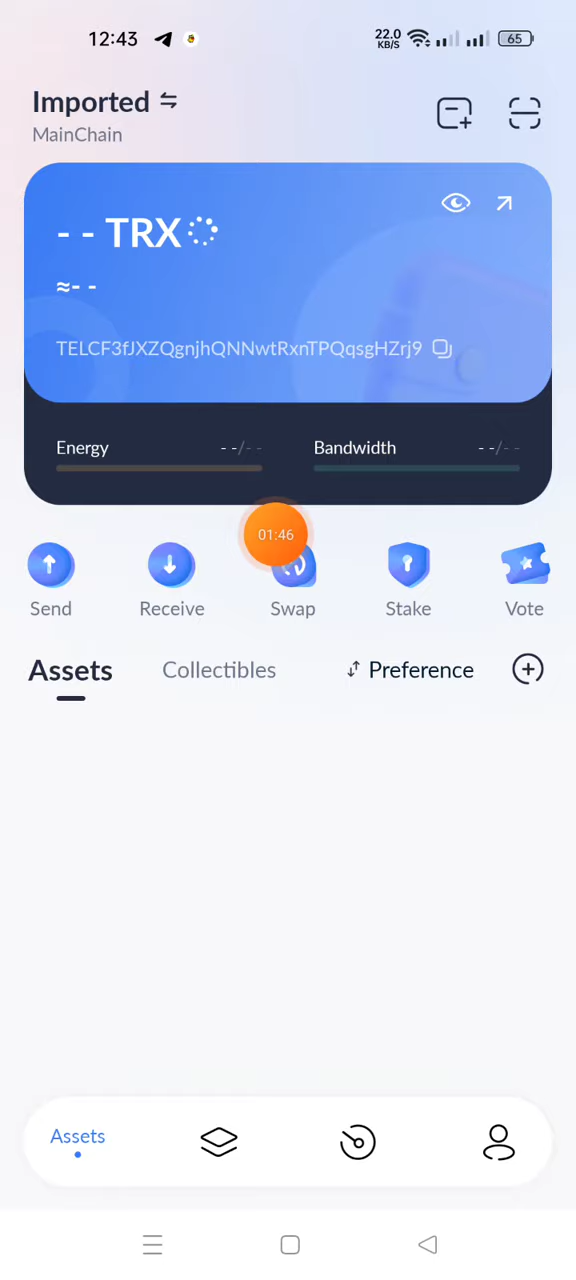 12:43
22.0
KB/S
65
Imported
MainChain
- - TRX
≈- -
TELCF3fJXZQgnjhQNNwtRxnTPQqsgHZrj9
Energy - -/- - Bandwidth - -/- -
01:46
Send Receive Swap Stake Vote
Assets Collectibles Preference
Assets